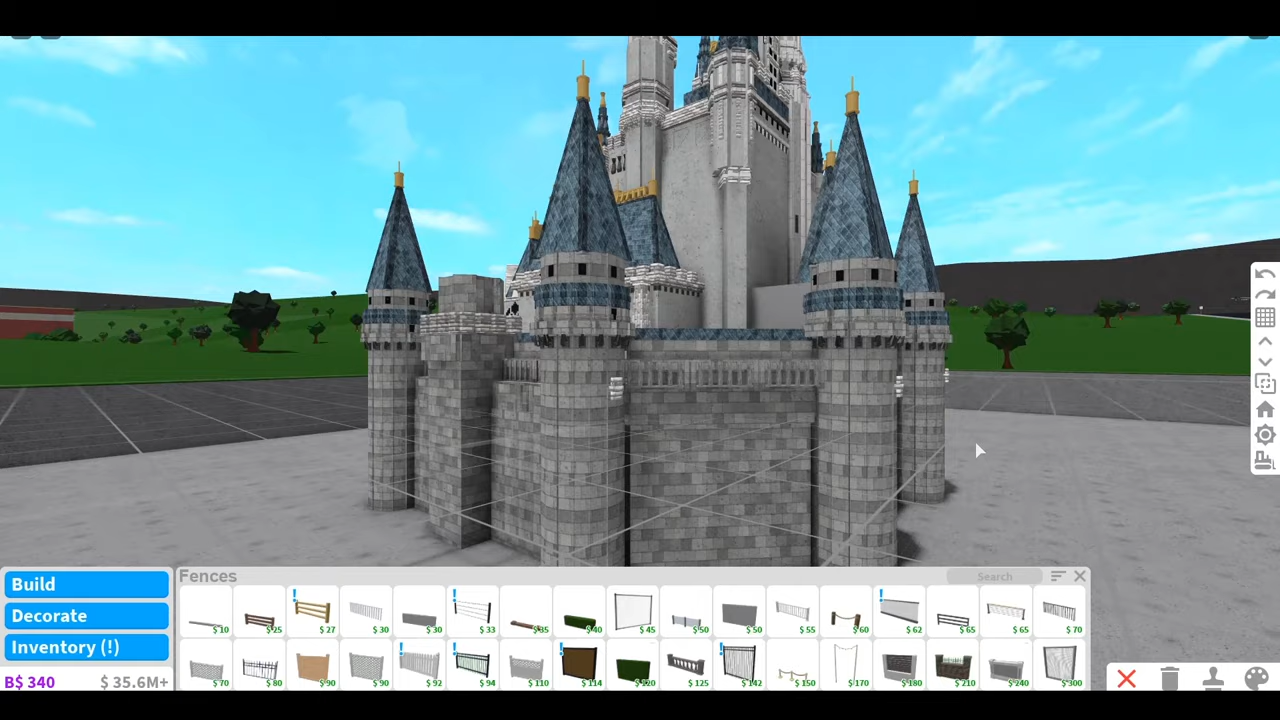 Fences
Search
Build
$10 $25 $27 $30 $30 $33 $35 $40 $45 $50 $50 $55 $60 $62 $65 $65 $70
Decorate
Inventory (!)
$70 $80 $90 $90 $92 $94 $110 $114 $120 $125 $142 $150 $170 $180 $210 $240 $300
B$ 340 $ 35.6M+